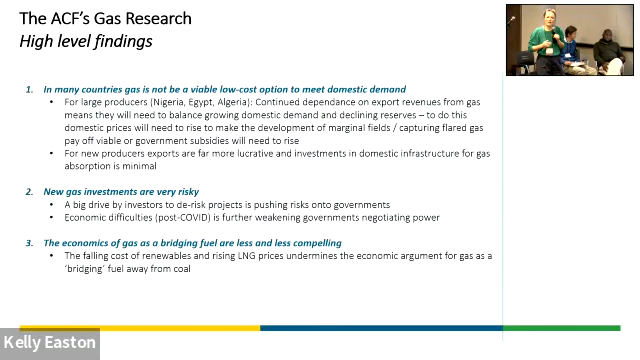 The ACF's Gas Research
High level findings
1. In many countries gas is not be a viable low-cost option to meet domestic demand
• For large producers (Nigeria, Egypt, Algeria): Continued dependance on export revenues from gas
means they will need to balance growing domestic demand and declining reserves – to do this
domestic prices will need to rise to make the development of marginal fields / capturing flared gas
pay off viable or government subsidies will need to rise
• For new producers exports are far more lucrative and investments in domestic infrastructure for gas
absorption is minimal
2. New gas investments are very risky
• A big drive by investors to de-risk projects is pushing risks onto governments
• Economic difficulties (post-COVID) is further weakening governments negotiating power
3. The economics of gas as a bridging fuel are less and less compelling
• The falling cost of renewables and rising LNG prices undermines the economic argument for gas as a
'bridging' fuel away from coal
Kelly Easton